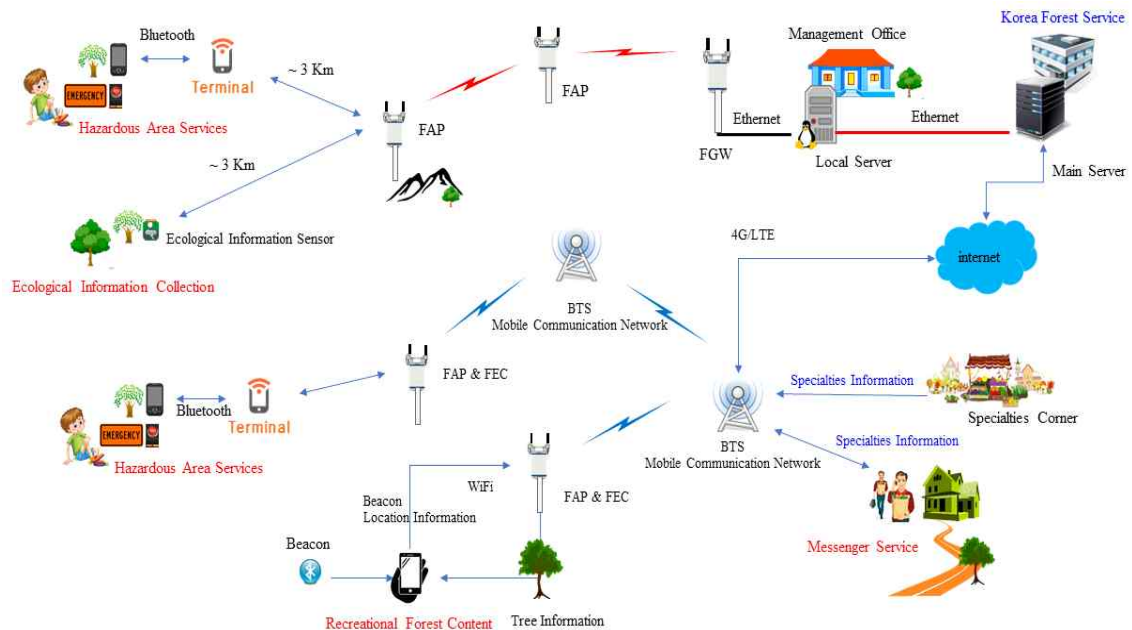 Korea Forest Service
Bluetooth
Management Office
~ 3 Km
Terminal
EMERGENCY
FAP
Hazardous Area Services
FAP
Ethernet
Ethernet
FGW
Local Server
~ 3 Km
Main Server
4G/LTE
Ecological Information Sensor
internet
Ecological Information Collection
BTS
Mobile Communication Network
FAP & FEC
Specialties Information
Bluetooth
Terminal
EMERGENCY
Specialties Corner
Hazardous Area Services
BTS
Mobile Communication Network
Specialties Information
WiFi
FAP & FEC
Beacon
Location Information
Beacon
Messenger Service
Recreational Forest Content
Tree Information